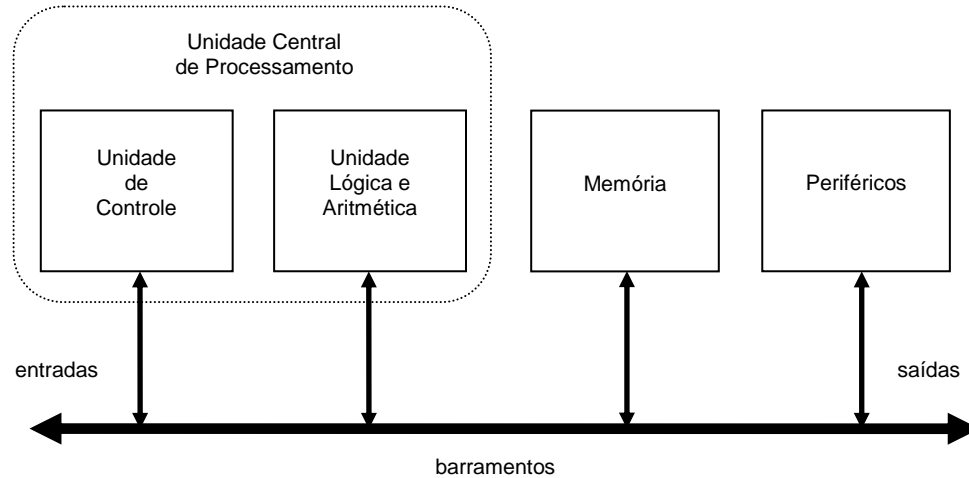 Unidade Central
de Processamento
Unidade
de
Controle
Unidade
Lógica e
Aritmética
Memória
Periféricos
entradas
saídas
barramentos